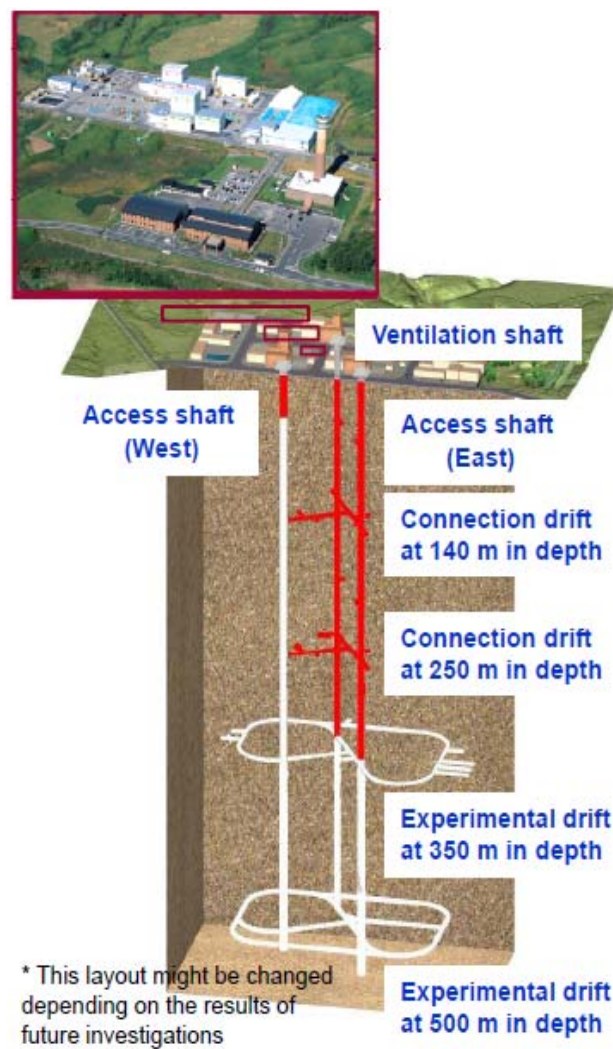 Ventilation shaft
Access shaft
(West)
Access shaft
(East)
Connection drift
at 140 m in depth
Connection drift
at 250 m in depth
Experimental drift
at 350 m in depth
* This layout might be changed
depending on the results of
future investigations
Experimental drift
at 500 m in depth